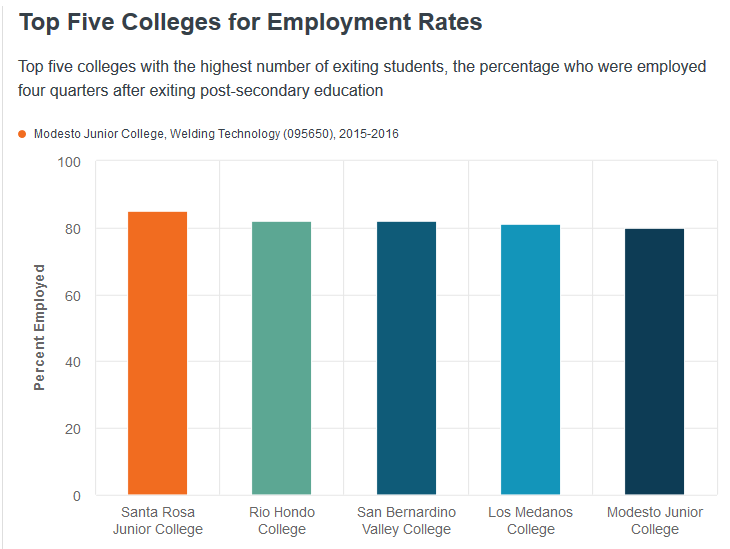 Top Five Colleges for Employment Rates
Top five colleges with the highest number of exiting students, the percentage who were employed
four quarters after exiting post-secondary education
Modesto Junior College, Welding Technology (095650), 2015-2016
100
80
60
40
20
0
Percent Employed
Santa Rosa
Junior College
Rio Hondo
College
San Bernardino
Valley College
Los Medanos
College
Modesto Junior
College